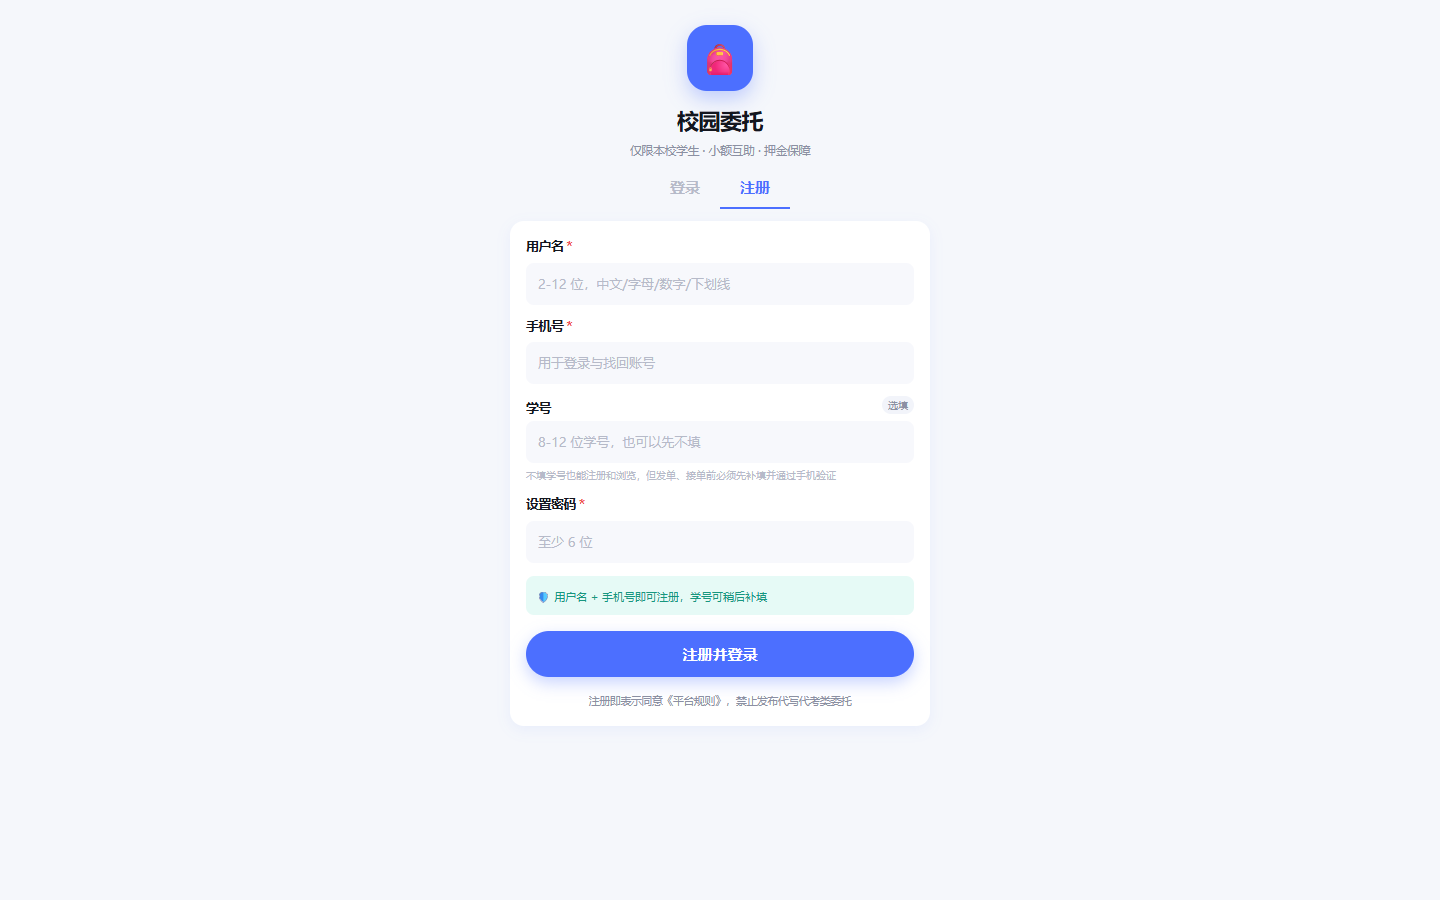 校园委托
仅限本校学生 · 小额互助 · 押金保障
登录 注册
用户名 *
2-12 位，中文/字母/数字/下划线
手机号 *
用于登录与找回账号
学号 选填
8-12 位学号，也可以先不填
不填学号也能注册和浏览，但发单、接单前必须先补填并通过手机验证
设置密码 *
至少 6 位
用户名 + 手机号即可注册，学号可稍后补填
注册并登录
注册即表示同意《平台规则》，禁止发布代写代考类委托